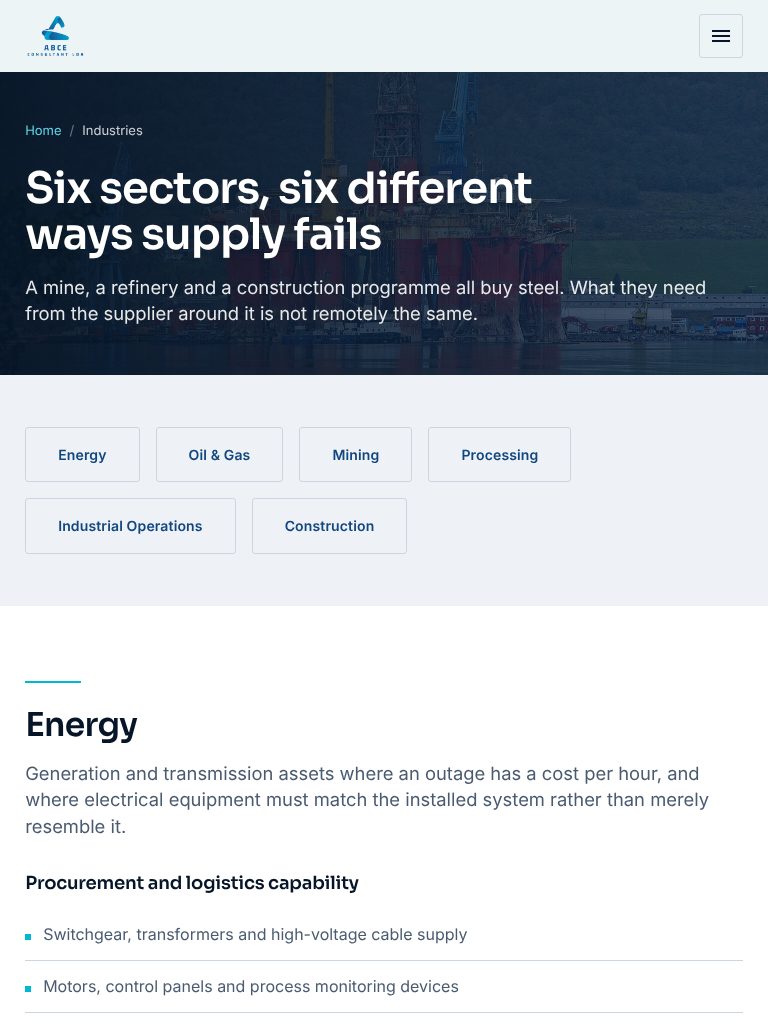 ABCE
CONSULTANT LDA
Home / Industries
Six sectors, six different
ways supply fails
A mine, a refinery and a construction programme all buy steel. What they need
from the supplier around it is not remotely the same.
Energy
Oil & Gas
Mining
Processing
Industrial Operations
Construction
Energy
Generation and transmission assets where an outage has a cost per hour, and
where electrical equipment must match the installed system rather than merely
resemble it.
Procurement and logistics capability
Switchgear, transformers and high-voltage cable supply
Motors, control panels and process monitoring devices